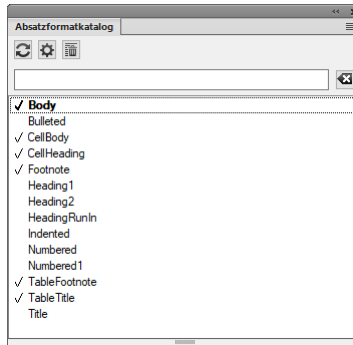 Absatzformatkatalog
Body
Bulleted
CellBody
CellHeading
Footnote
Heading1
Heading2
HeadingRunIn
Indented
Numbered
Numbered1
TableFootnote
TableTitle
Title